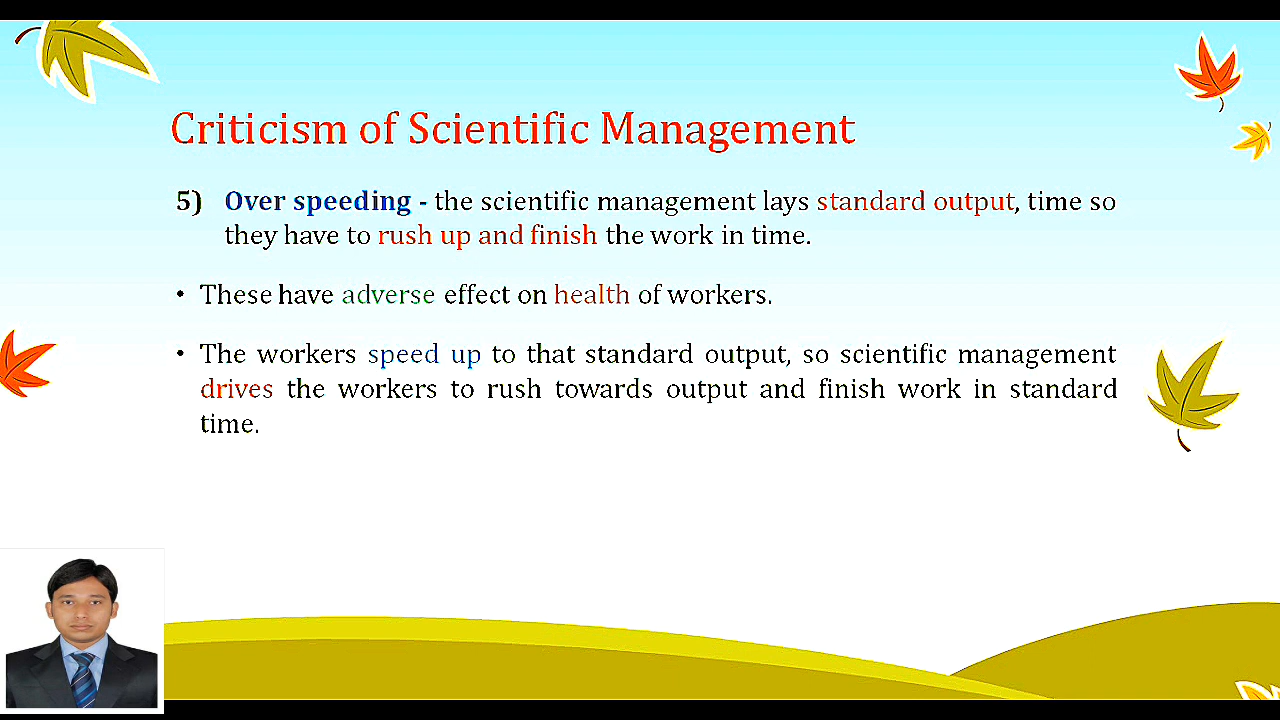 Criticism of Scientific Management
5) Over speeding - the scientific management lays standard output, time so
they have to rush up and finish the work in time.
• These have adverse effect on health of workers.
• The workers speed up to that standard output, so scientific management
drives the workers to rush towards output and finish work in standard
time.